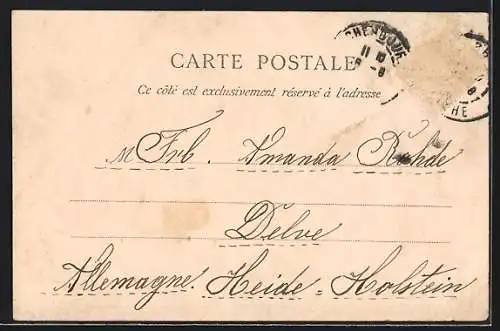 CARTE POSTALE
Ce côté est exclusivement réservé à l'adresse
M Frl. Amanda Rohde
Delve
Allemagne. Heide = Holstein